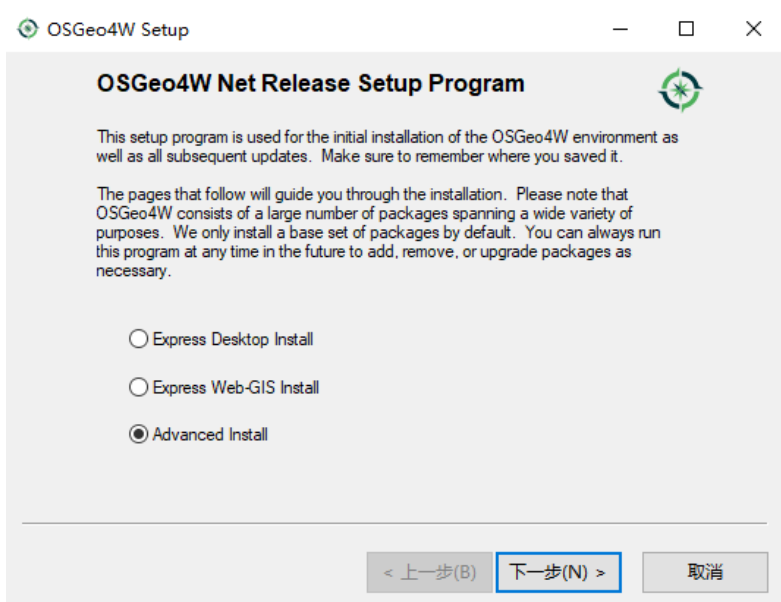 OSGeo4W Setup
OSGeo4W Net Release Setup Program
This setup program is used for the initial installation of the OSGeo4W environment as
well as all subsequent updates.  Make sure to remember where you saved it.
The pages that follow will guide you through the installation.  Please note that
OSGeo4W consists of a large number of packages spanning a wide variety of
purposes.  We only install a base set of packages by default.  You can always run
this program at any time in the future to add, remove, or upgrade packages as
necessary.
Express Desktop Install
Express Web-GIS Install
Advanced Install
< 上一步(B) 下一步(N) > 取消